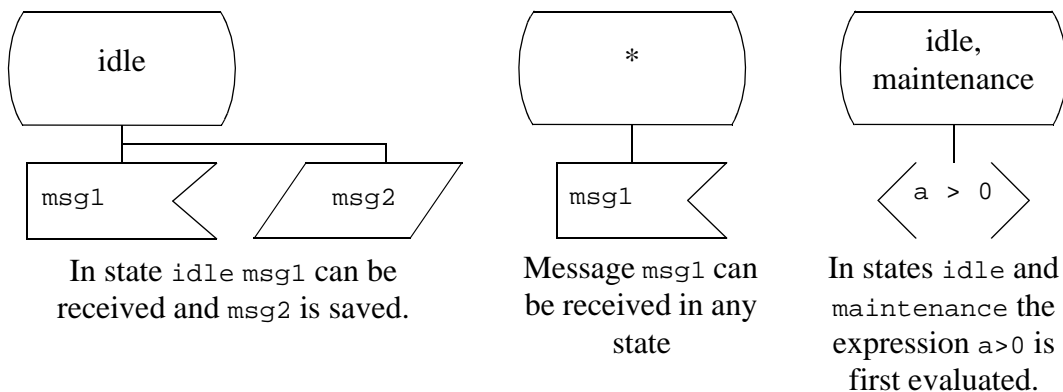 idle
msg1
msg2
In state idle msg1 can be
received and msg2 is saved.
*
msg1
Message msg1 can
be received in any
state
idle,
maintenance
a > 0
In states idle and
maintenance the
expression a>0 is
first evaluated.